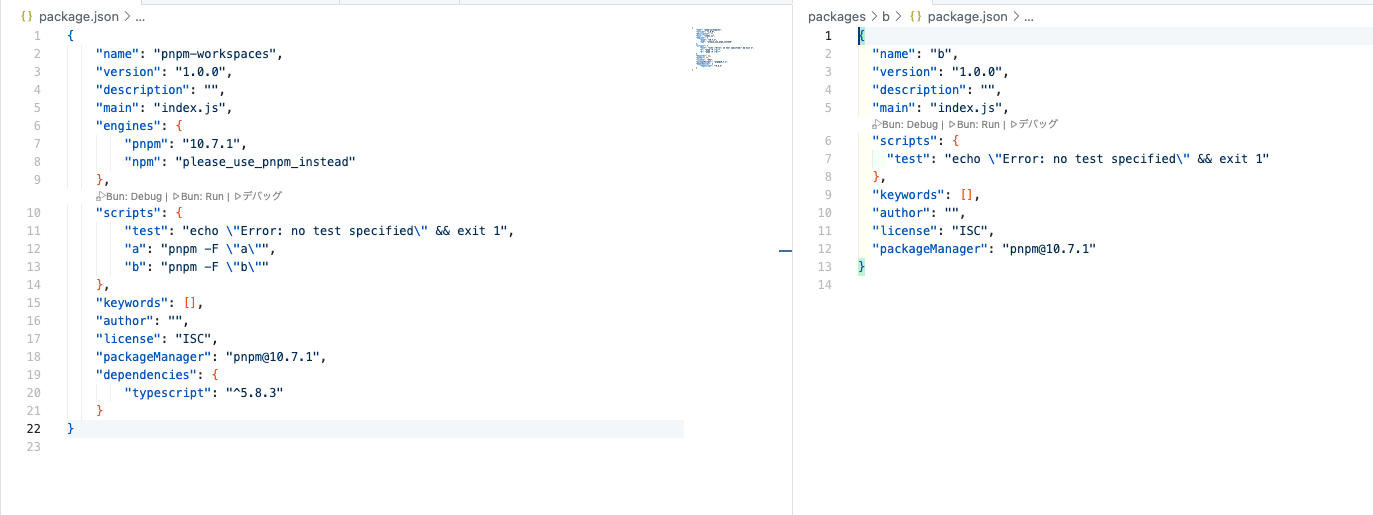 {} package.json > ...
1 {
2 "name": "pnpm-workspaces",
3 "version": "1.0.0",
4 "description": "",
5 "main": "index.js",
6 "engines": {
7 "pnpm": "10.7.1",
8 "npm": "please_use_pnpm_instead"
9 },
Bun: Debug | Bun: Run | デバッグ
10 "scripts": {
11 "test": "echo \"Error: no test specified\" && exit 1",
12 "a": "pnpm -F \"a\"",
13 "b": "pnpm -F \"b\""
14 },
15 "keywords": [],
16 "author": "",
17 "license": "ISC",
18 "packageManager": "pnpm@10.7.1",
19 "dependencies": {
20 "typescript": "^5.8.3"
21 }
22 }
23
packages > b > {} package.json > ...
1 {
2 "name": "b",
3 "version": "1.0.0",
4 "description": "",
5 "main": "index.js",
Bun: Debug | Bun: Run | デバッグ
6 "scripts": {
7 "test": "echo \"Error: no test specified\" && exit 1"
8 },
9 "keywords": [],
10 "author": "",
11 "license": "ISC",
12 "packageManager": "pnpm@10.7.1"
13 }
14